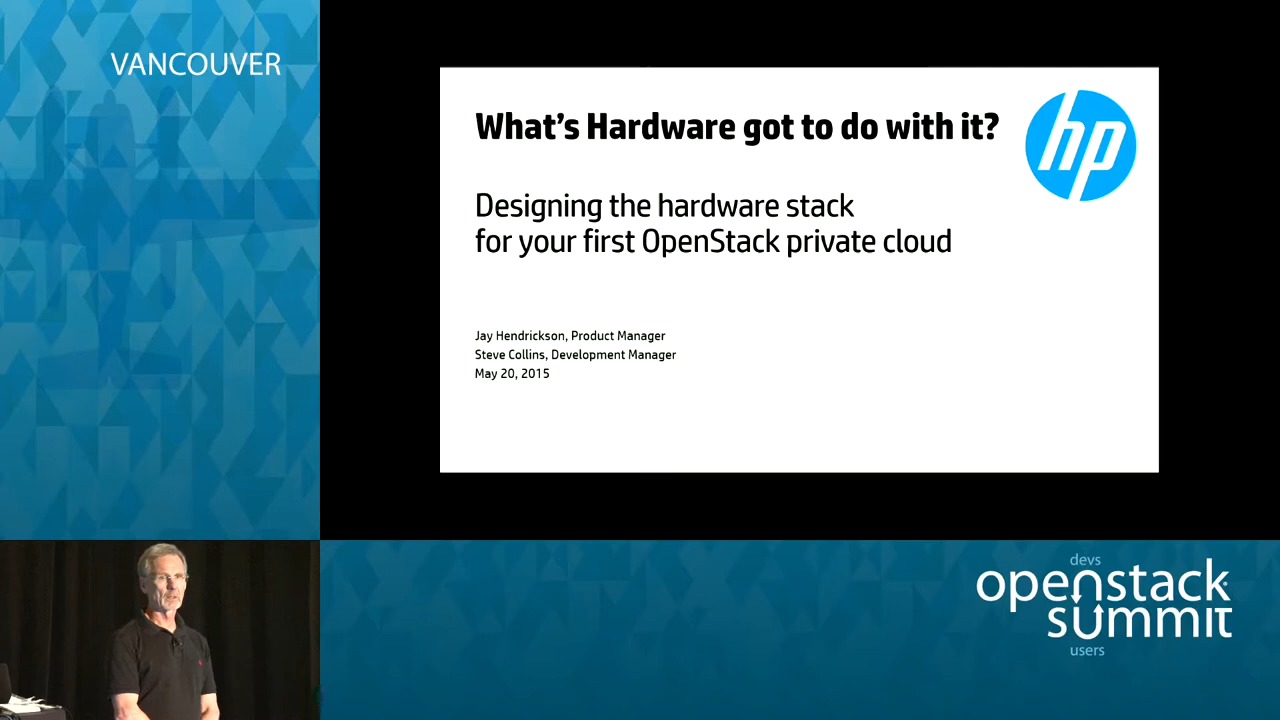 VANCOUVER
What's Hardware got to do with it?
hp
Designing the hardware stack
for your first OpenStack private cloud
Jay Hendrickson, Product Manager
Steve Collins, Development Manager
May 20, 2015
devs
openstack
summit
users